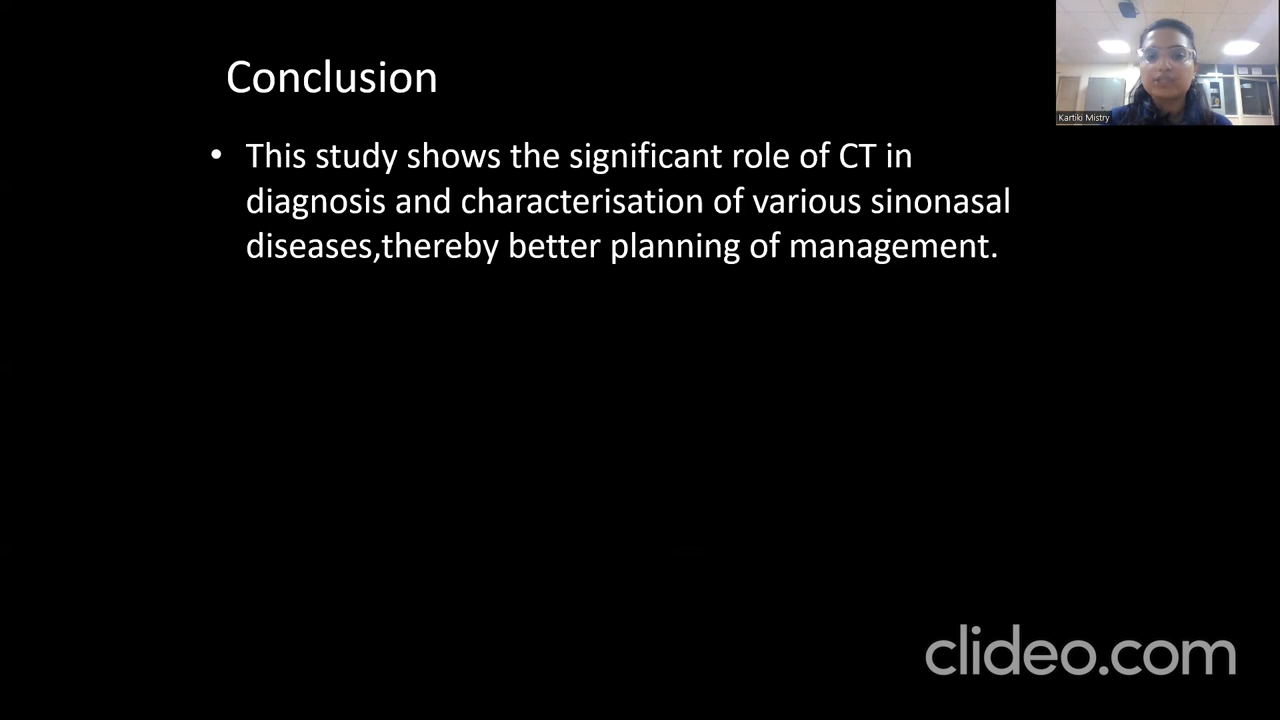 Conclusion
Kartiki Mistry
• This study shows the significant role of CT in
diagnosis and characterisation of various sinonasal
diseases,thereby better planning of management.
clideo.com